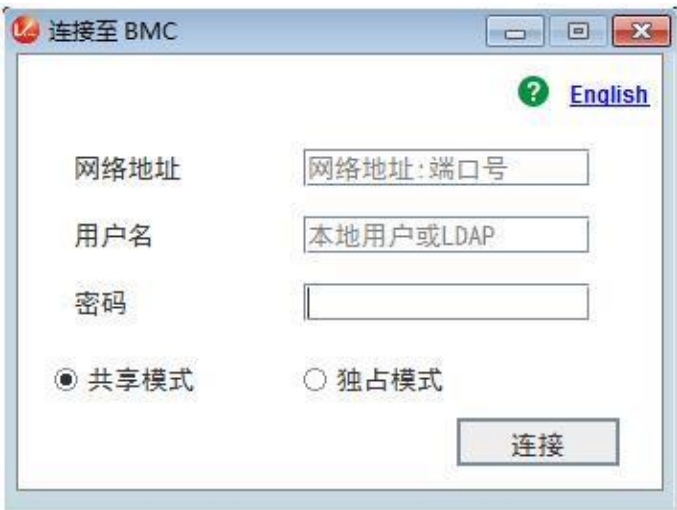 连接至 BMC
? English
网络地址 网络地址:端口号
用户名 本地用户或LDAP
密码
共享模式 独占模式
连接